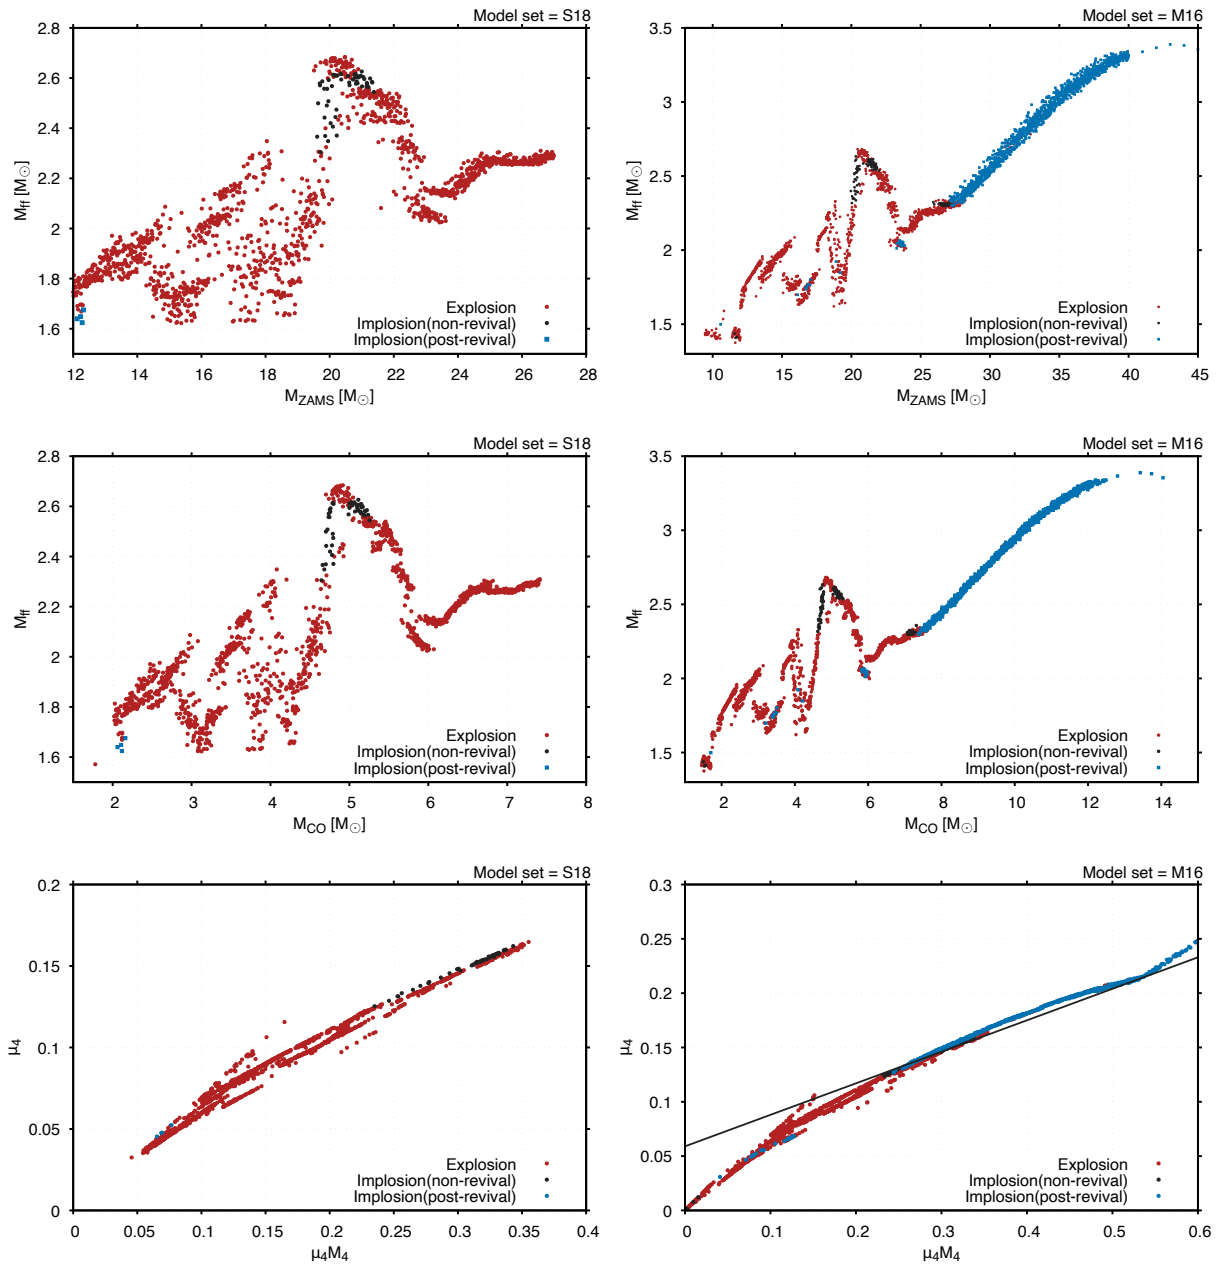 Model set = S18
2.8
2.6
2.4
2.2
2
1.8
1.6
M_ff [M_⊙]
Explosion
Implosion(non-revival)
Implosion(post-revival)
12 14 16 18 20 22 24 26 28
M_ZAMS [M_⊙]
Model set = M16
3.5
3
2.5
2
1.5
M_ff [M_⊙]
Explosion
Implosion(non-revival)
Implosion(post-revival)
10 15 20 25 30 35 40 45
M_ZAMS [M_⊙]
Model set = S18
2.8
2.6
2.4
2.2
2
1.8
1.6
M_ff
Explosion
Implosion(non-revival)
Implosion(post-revival)
2 3 4 5 6 7 8
M_CO [M_⊙]
Model set = M16
3.5
3
2.5
2
1.5
M_ff
Explosion
Implosion(non-revival)
Implosion(post-revival)
2 4 6 8 10 12 14
M_CO [M_⊙]
Model set = S18
0.2
0.15
0.1
0.05
0
μ_4
Explosion
Implosion(non-revival)
Implosion(post-revival)
0 0.05 0.1 0.15 0.2 0.25 0.3 0.35 0.4
μ_4M_4
Model set = M16
0.3
0.25
0.2
0.15
0.1
0.05
0
μ_4
Explosion
Implosion(non-revival)
Implosion(post-revival)
0 0.1 0.2 0.3 0.4 0.5 0.6
μ_4M_4